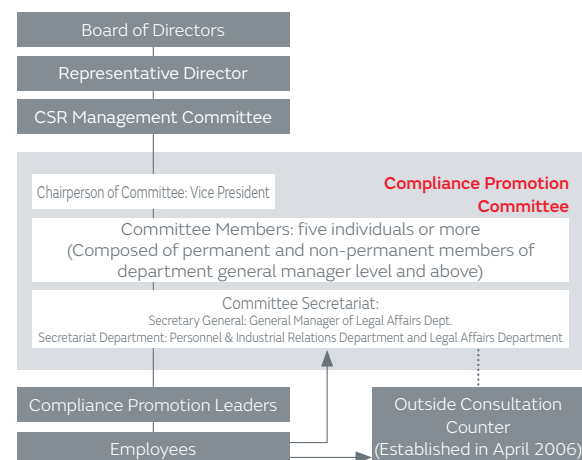 Board of Directors
Representative Director
CSR Management Committee
Compliance Promotion
Committee
Chairperson of Committee: Vice President
Committee Members: five individuals or more
(Composed of permanent and non-permanent members of
department general manager level and above)
Committee Secretariat:
Secretary General: General Manager of Legal Affairs Dept.
Secretariat Department: Personnel & Industrial Relations Department and Legal Affairs Department
Compliance Promotion Leaders
Employees
Outside Consultation
Counter
(Established in April 2006)